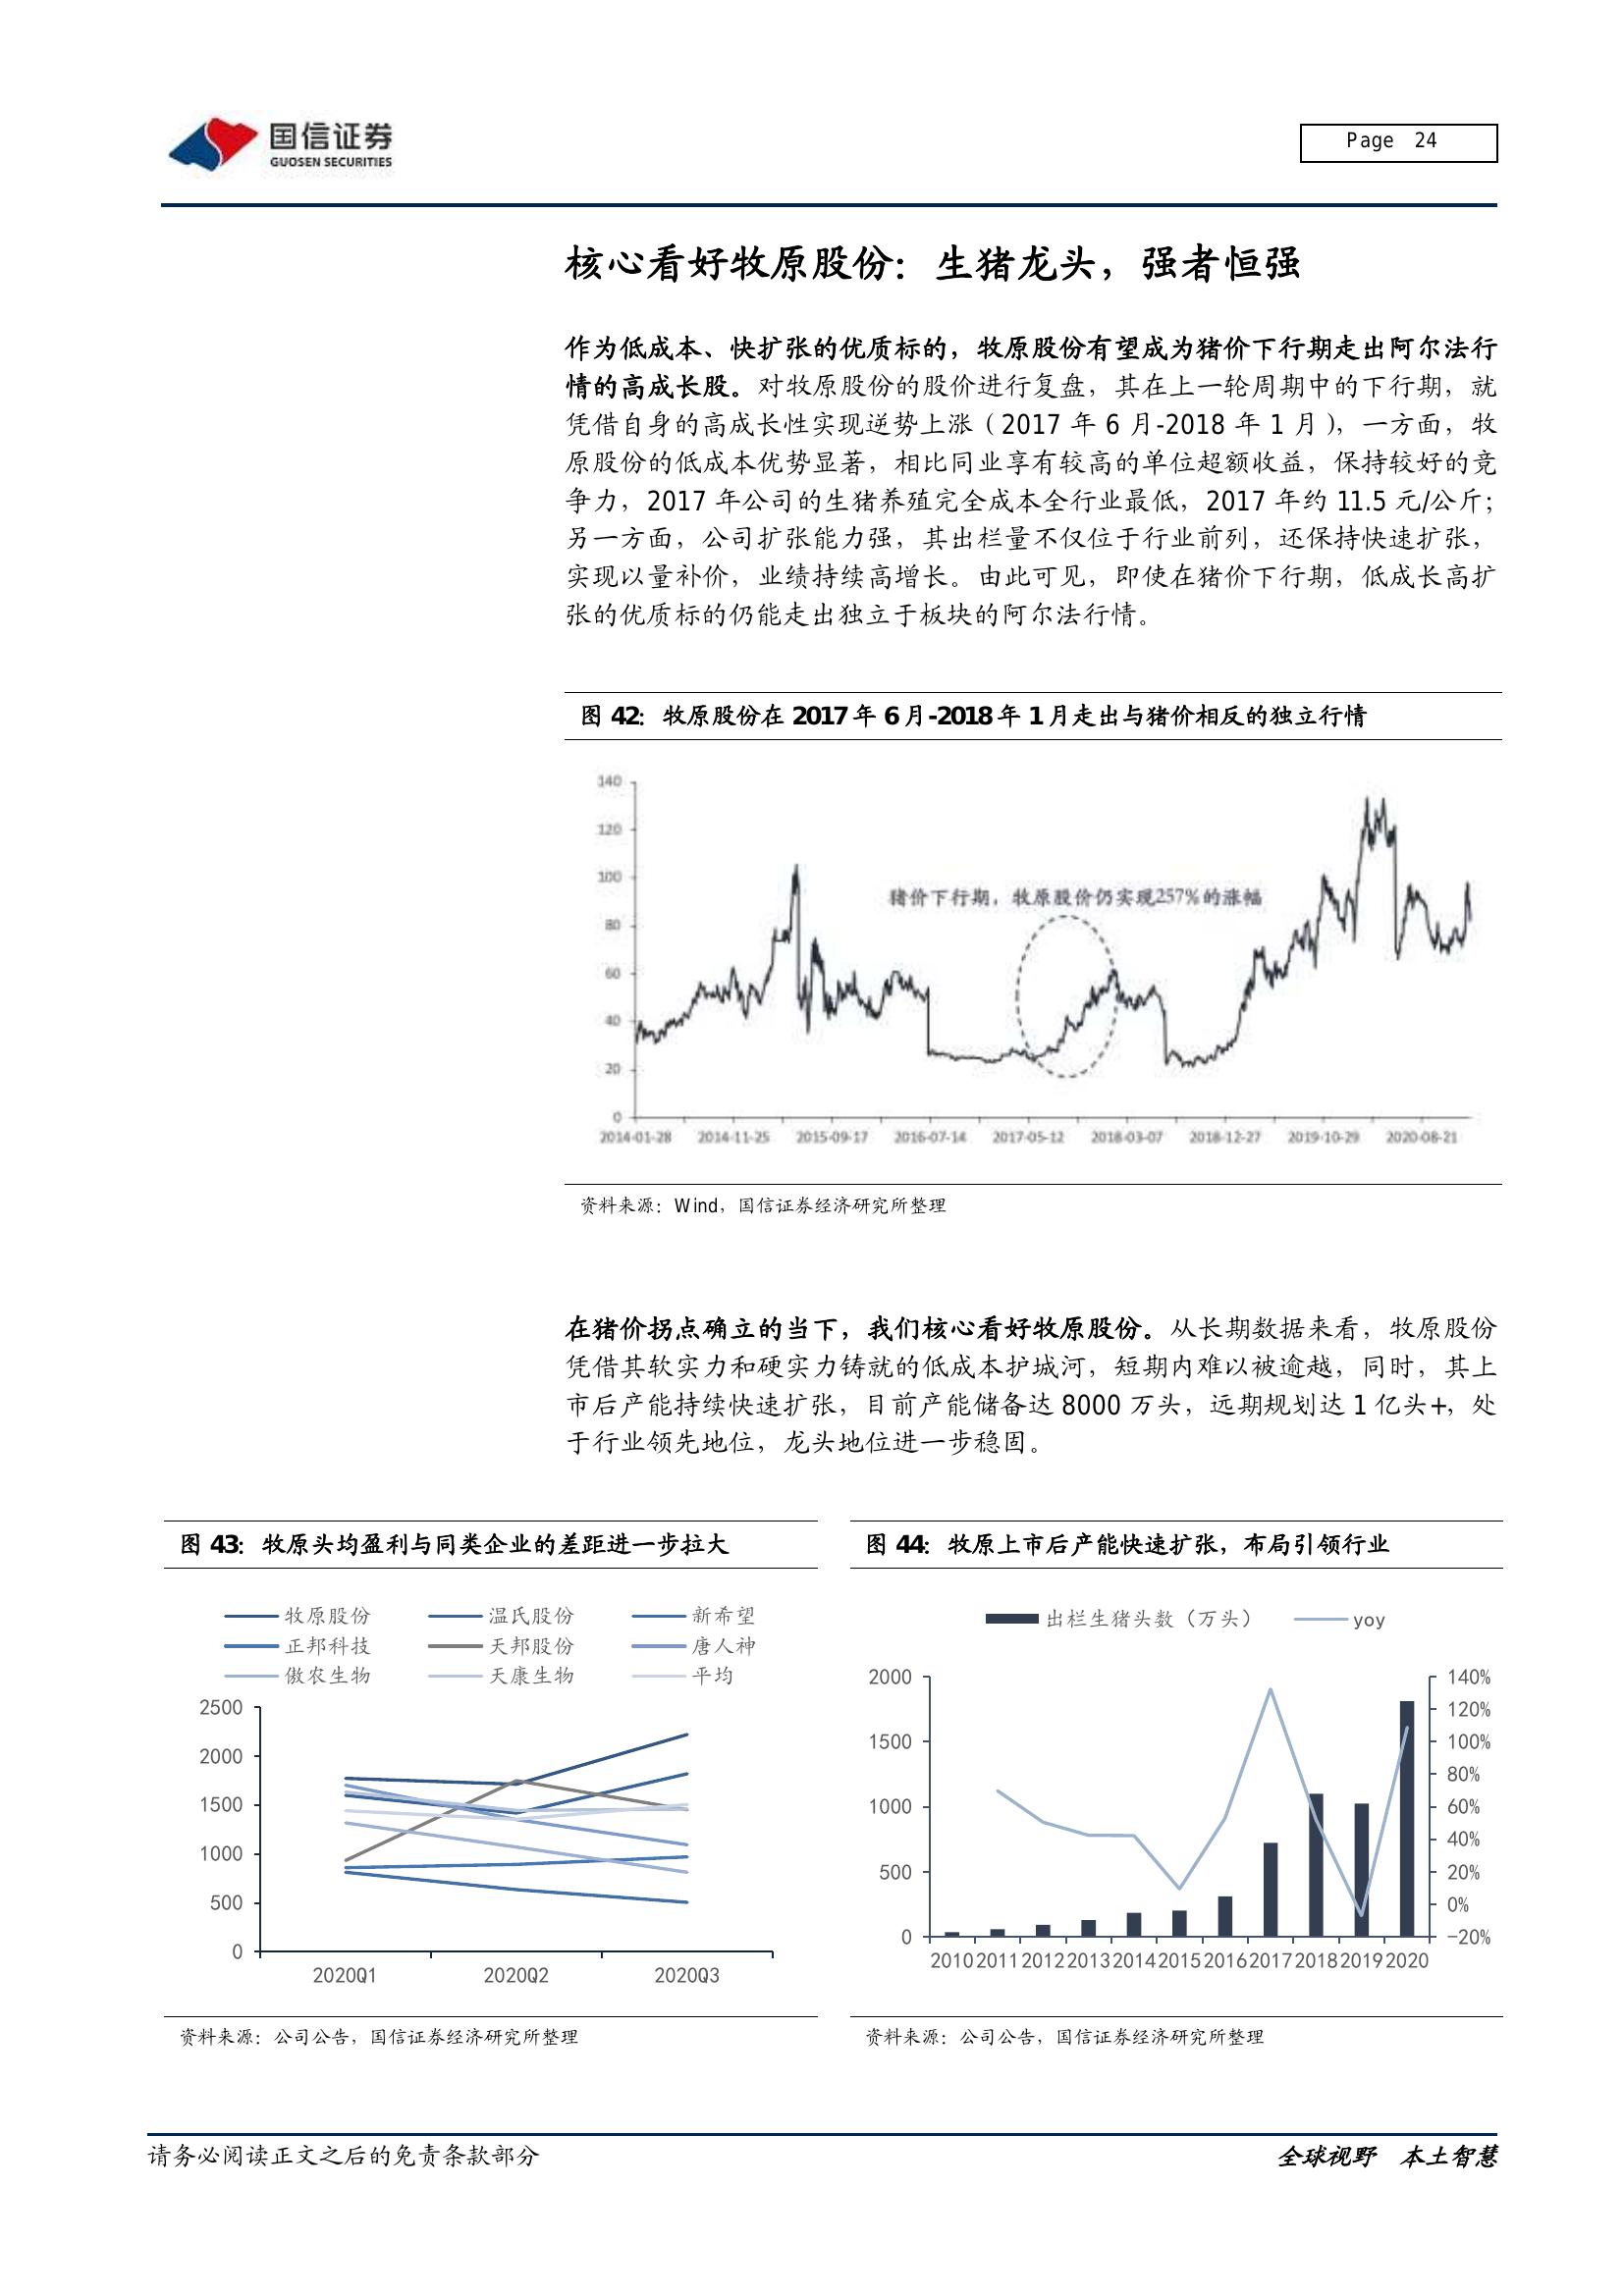 国信证券
GUOSEN SECURITIES
Page 24
核心看好牧原股份：生猪龙头，强者恒强
作为低成本、快扩张的优质标的，牧原股份有望成为猪价下行期走出阿尔法行
情的高成长股。对牧原股份的股价进行复盘，其在上一轮周期中的下行期，就
凭借自身的高成长性实现逆势上涨（2017 年 6 月-2018 年 1 月），一方面，牧
原股份的低成本优势显著，相比同业享有较高的单位超额收益，保持较好的竞
争力，2017 年公司的生猪养殖完全成本全行业最低，2017 年约 11.5 元/公斤；
另一方面，公司扩张能力强，其出栏量不仅位于行业前列，还保持快速扩张，
实现以量补价，业绩持续高增长。由此可见，即使在猪价下行期，低成长高扩
张的优质标的仍能走出独立于板块的阿尔法行情。
图 42：牧原股份在 2017 年 6 月-2018 年 1 月走出与猪价相反的独立行情
140
120
100
80
60
40
20
0
猪价下行期，牧原股份仍实现257%的涨幅
2014-01-28 2014-11-25 2015-09-17 2016-07-14 2017-05-12 2018-03-07 2018-12-27 2019-10-29 2020-08-21
资料来源：Wind，国信证券经济研究所整理
在猪价拐点确立的当下，我们核心看好牧原股份。从长期数据来看，牧原股份
凭借其软实力和硬实力铸就的低成本护城河，短期内难以被逾越，同时，其上
市后产能持续快速扩张，目前产能储备达 8000 万头，远期规划达 1 亿头+，处
于行业领先地位，龙头地位进一步稳固。
图 43：牧原头均盈利与同类企业的差距进一步拉大
牧原股份 温氏股份 新希望
正邦科技 天邦股份 唐人神
傲农生物 天康生物 平均
2500
2000
1500
1000
500
0
2020Q1 2020Q2 2020Q3
资料来源：公司公告，国信证券经济研究所整理
图 44：牧原上市后产能快速扩张，布局引领行业
出栏生猪头数（万头） yoy
2000
1500
1000
500
0
140%
120%
100%
80%
60%
40%
20%
0%
-20%
2010 2011 2012 2013 2014 2015 2016 2017 2018 2019 2020
资料来源：公司公告，国信证券经济研究所整理
请务必阅读正文之后的免责条款部分
全球视野 本土智慧